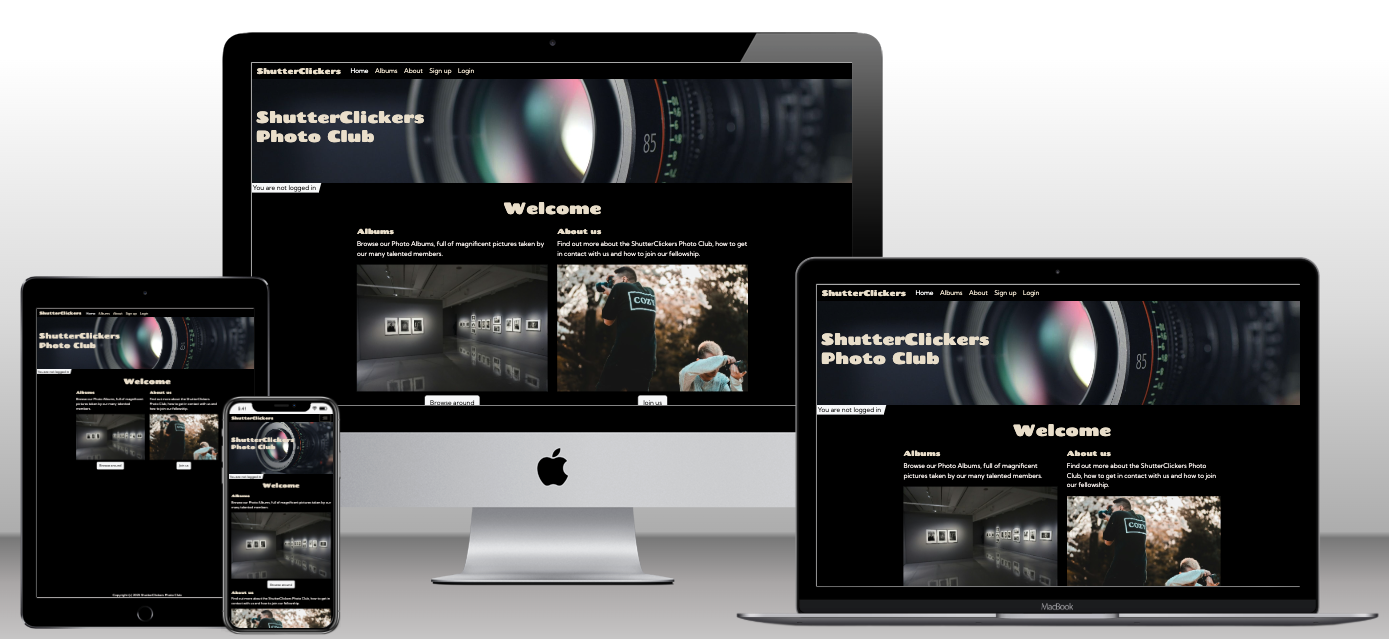 ShutterClickers Home Albums About Sign up Login
ShutterClickers
Photo Club
85
You are not logged in
Welcome
Albums
Browse our Photo Albums, full of magnificent pictures taken by
our many talented members.
About us
Find out more about the ShutterClickers Photo Club, how to get
in contact with us and how to join our fellowship.
COZY
Browse around
Join us
ShutterClickers Home Albums About Sign up Login
ShutterClickers
Photo Club
85
You are not logged in
Welcome
Albums
Browse our Photo Albums, full of magnificent
pictures taken by our many talented members.
About us
Find out more about the ShutterClickers Photo
Club, how to get in contact with us and how to join
our fellowship.
COZY
MacBook
ShutterClickers Home Albums About Sign up Login
ShutterClickers
Photo Club
85
You are not logged in
Welcome
Albums
Browse our Photo Albums, full of magnificent
pictures taken by our many talented
members.
About us
Find out more about the ShutterClickers
Photo Club, how to get in contact with us and
how to join our fellowship.
Browse around
Join us
9:41
ShutterClickers
ShutterClickers
Photo Club
You are not logged in
Welcome
Albums
Browse our Photo Albums, full of magnificent pictures taken by our
many talented members.
Browse around
About us
Find out more about the ShutterClickers Photo Club, how to get in
contact with us and how to join our fellowship.